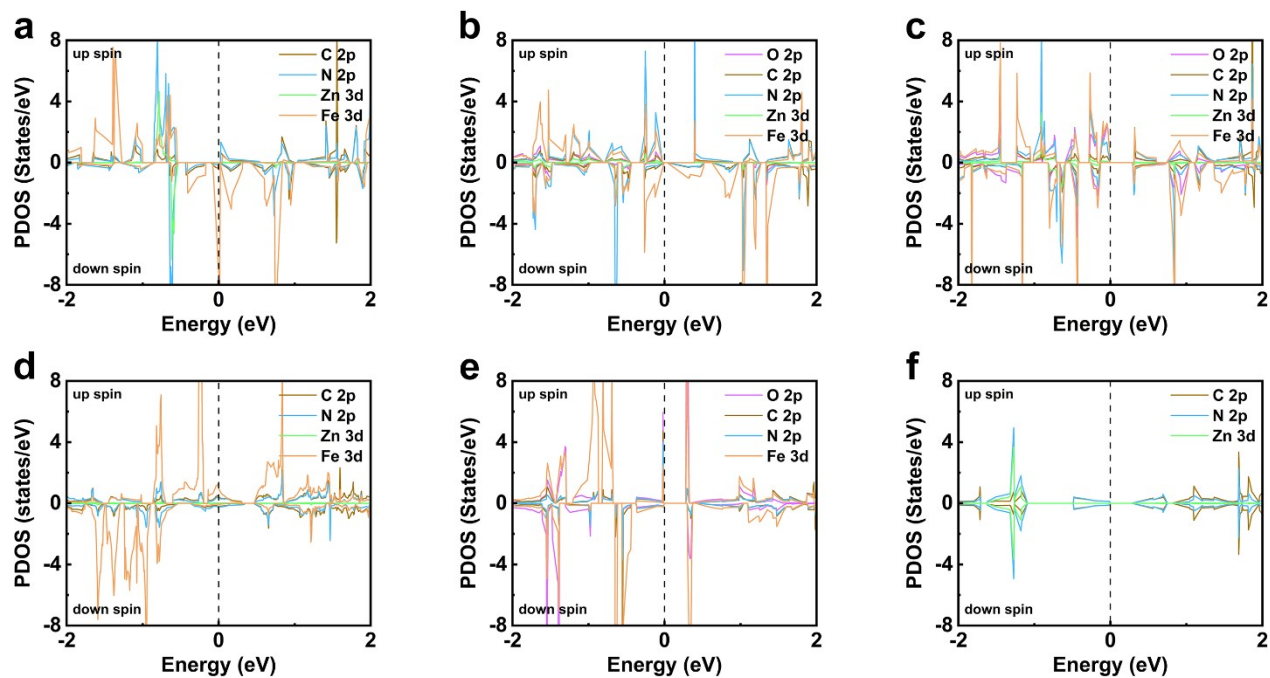 a
8
4
0
-4
-8
PDOS (States/eV)
up spin
down spin
C 2p
N 2p
Zn 3d
Fe 3d
-2
-1
0
1
2
Energy (eV)
b
8
4
0
-4
-8
PDOS (States/eV)
up spin
down spin
O 2p
C 2p
N 2p
Zn 3d
Fe 3d
-2
-1
0
1
2
Energy (eV)
c
8
4
0
-4
-8
PDOS (States/eV)
up spin
down spin
O 2p
C 2p
N 2p
Zn 3d
Fe 3d
-2
-1
0
1
2
Energy (eV)
d
8
4
0
-4
-8
PDOS (states/eV)
up spin
down spin
C 2p
N 2p
Zn 3d
Fe 3d
-2
-1
0
1
2
Energy (eV)
e
8
4
0
-4
-8
PDOS (States/eV)
up spin
down spin
O 2p
C 2p
N 2p
Fe 3d
-2
-1
0
1
2
Energy (eV)
f
8
4
0
-4
-8
PDOS (States/eV)
up spin
down spin
C 2p
N 2p
Zn 3d
-2
-1
0
1
2
Energy (eV)